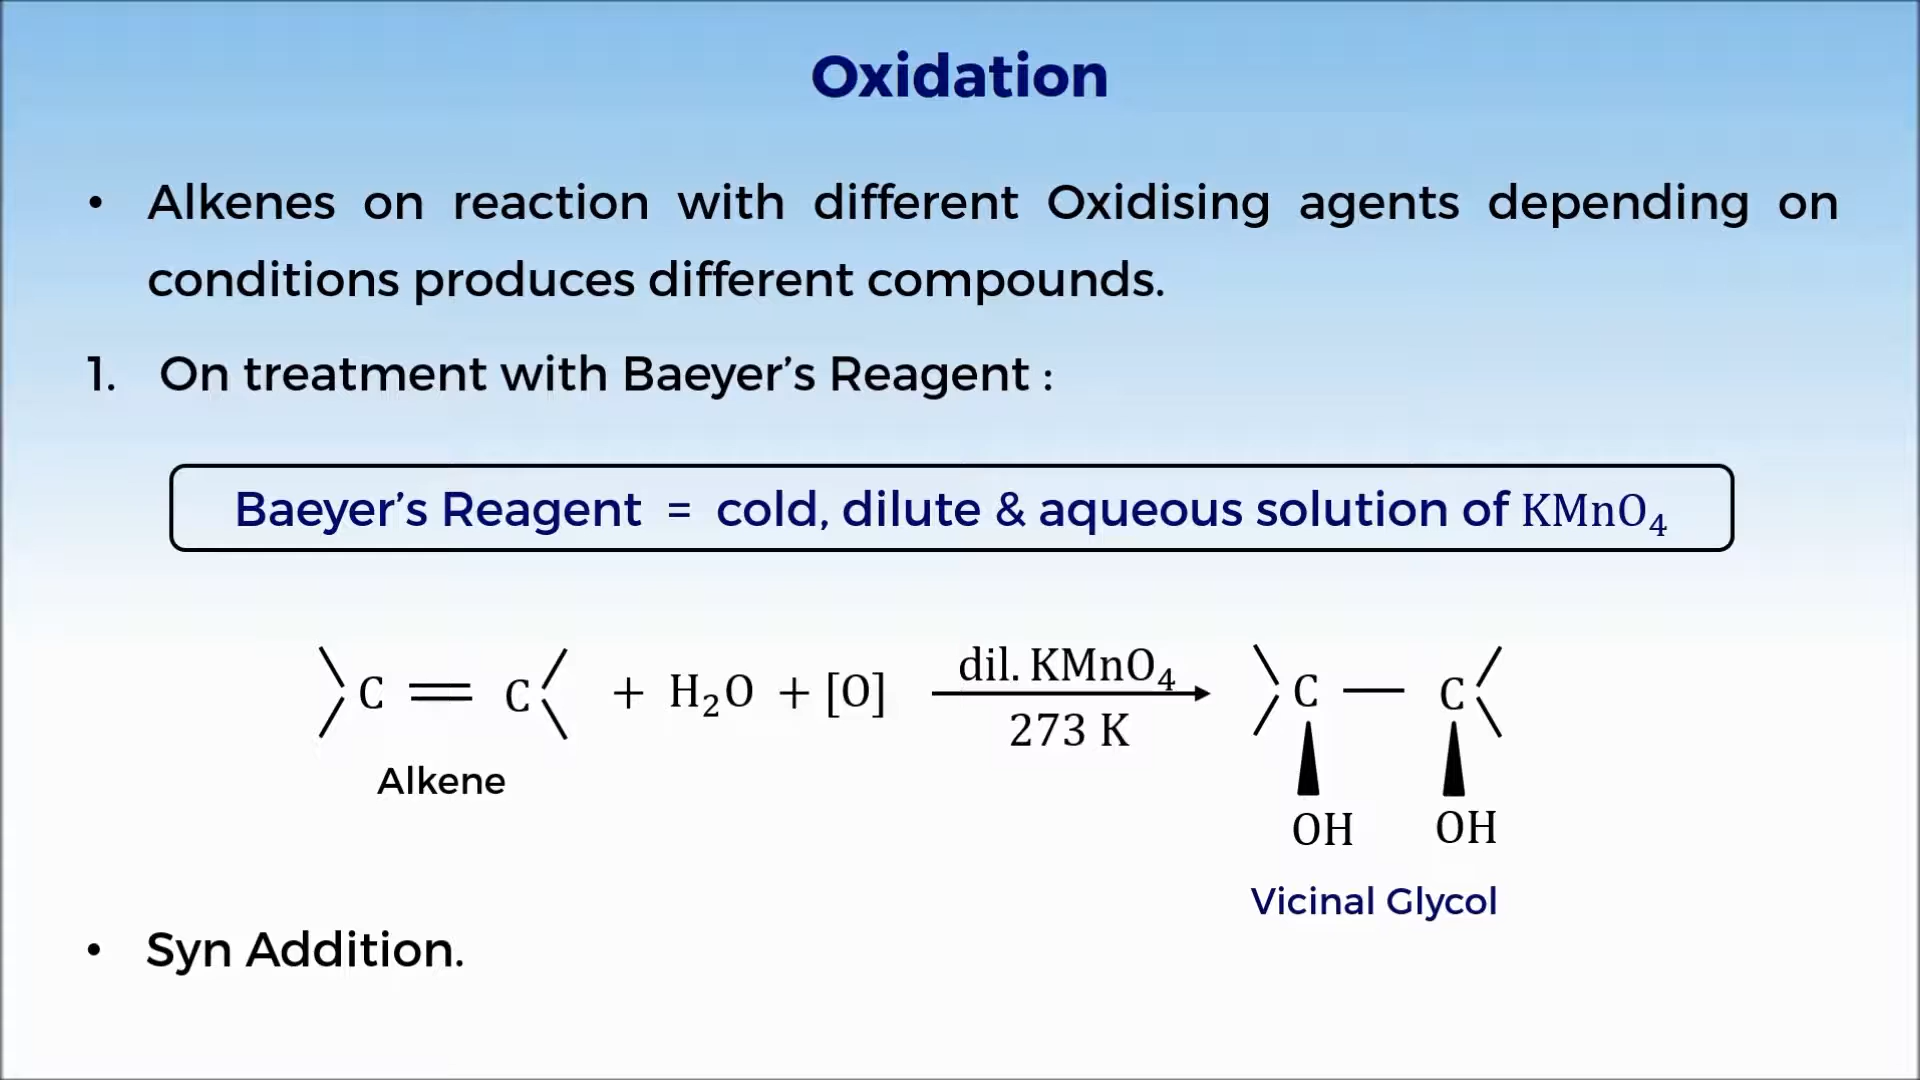 Oxidation
• Alkenes on reaction with different Oxidising agents depending on
conditions produces different compounds.
1. On treatment with Baeyer’s Reagent :
Baeyer’s Reagent = cold, dilute & aqueous solution of KMnO₄
dil. KMnO₄
C = C + H₂O + [O] C — C
273 K
Alkene
OH OH
Vicinal Glycol
• Syn Addition.